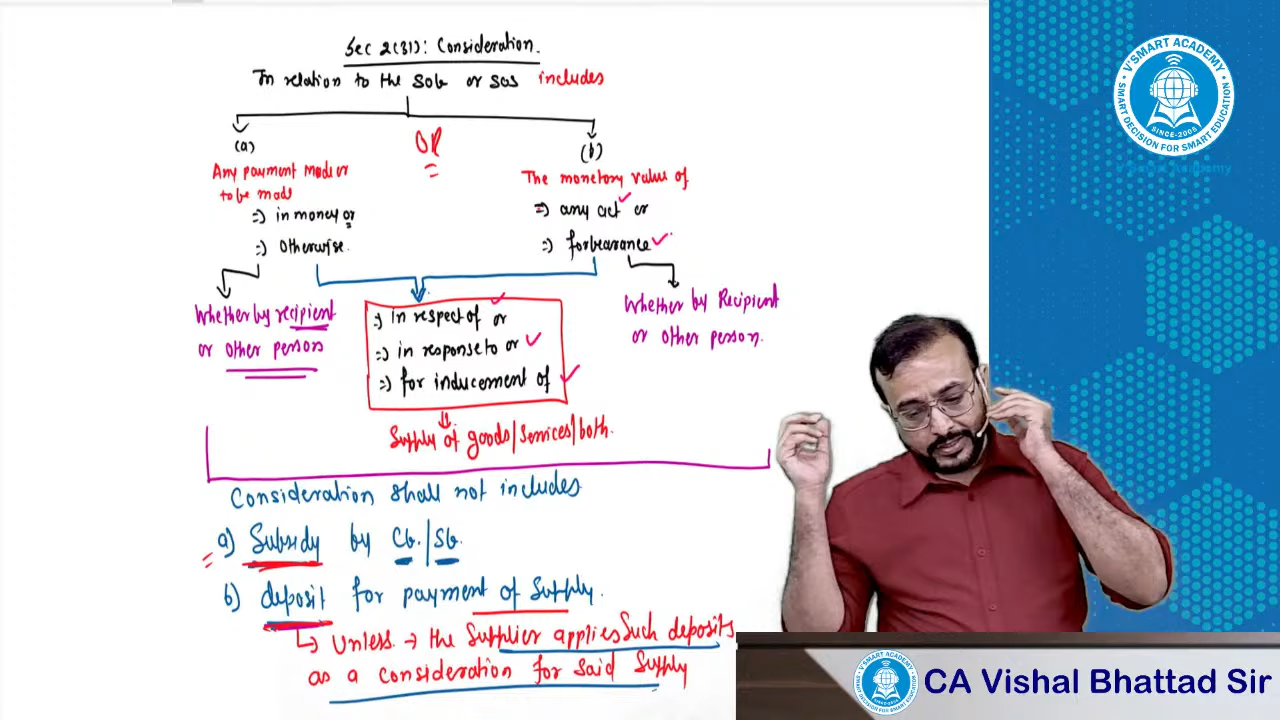 Sec 2(31): Consideration.
In relation to the SOG or SOS includes
OR
(a)
Any payment made or
to be made
=) in money or
=) Otherwise.
Whether by recipient
or other person
(b)
The monetary value of
=) any act or
=) forbearance
Whether by Recipient
or other person.
=) in respect of or
=) in response to or
=) for inducement of
Supply of goods/services/both.
Consideration shall not includes
a) Subsidy by CG./SG.
b) deposit for payment of supply.
↳ Unless → the supplier applies such deposits
as a consideration for said supply
V'SMART ACADEMY
SINCE-2008
SMART DECISION FOR SMART EDUCATION
V'SMART ACADEMY
CA Vishal Bhattad Sir